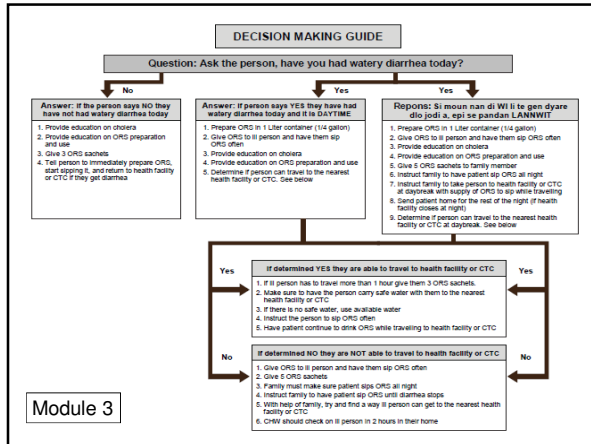 DECISION MAKING GUIDE
Question: Ask the person, have you had watery diarrhea today?
No
Yes
Yes
Answer: If the person says NO they
have not had watery diarrhea today
1. Provide education on cholera
2. Provide education on ORS preparation
and use
3. Give 3 ORS sachets
4. Tell person to immediately prepare ORS,
start sipping it, and return to health facility
or CTC if they get diarrhea
Answer: If person says YES they have had
watery diarrhea today and it is DAYTIME
1. Prepare ORS in 1 Liter container (1/4 gallon)
2. Give ORS to ill person and have them sip ORS
often
3. Provide education on cholera
4. Provide education on ORS preparation and use
5. Determine if person can travel to the nearest
health facility or CTC. See below
Repons: Si moun nan di WI li te gen dyare
dlo jodi a, epi se pandan LANNWIT
1. Prepare ORS in 1 Liter container (1/4 gallon)
2. Give ORS to ill person and have them sip ORS often
3. Provide education on cholera
4. Provide education on ORS preparation and use
5. Give 5 ORS sachets to family member
6. Instruct family to have patient sip ORS all night
7. Instruct family to take person to health facility or CTC
at daybreak with supply of ORS to sip while travelling
8. Send patient home for the rest of the night (if health
facility closes at night)
9. Determine if person can travel to the nearest health
facility or CTC at daybreak. See below
Yes
Yes
If determined YES they are able to travel to health facility or CTC
1. If ill person has to travel more than 1 hour give them 3 ORS sachets.
2. Make sure to have the person carry safe water with them to the nearest
health facility or CTC
3. If there is no safe water, use available water
4. Instruct the person to sip ORS often
5. Have patient continue to drink ORS while travelling to health facility or CTC
No
No
If determined NO they are NOT able to travel to health facility or CTC
1. Give ORS to ill person and have them sip ORS often
2. Give 5 ORS sachets
3. Family must make sure patient sips ORS all night
4. Instruct family to have patient sip ORS until diarrhea stops
5. With help of family, try and find a way ill person can get to the nearest health
facility or CTC
6. CHW should check on ill person in 2 hours in their home
Module 3